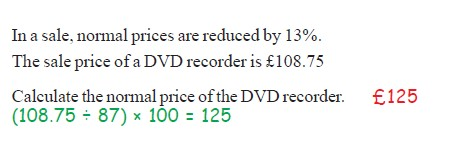 In a sale, normal prices are reduced by 13%.
The sale price of a DVD recorder is £108.75
Calculate the normal price of the DVD recorder. £125
(108.75 ÷ 87) × 100 = 125